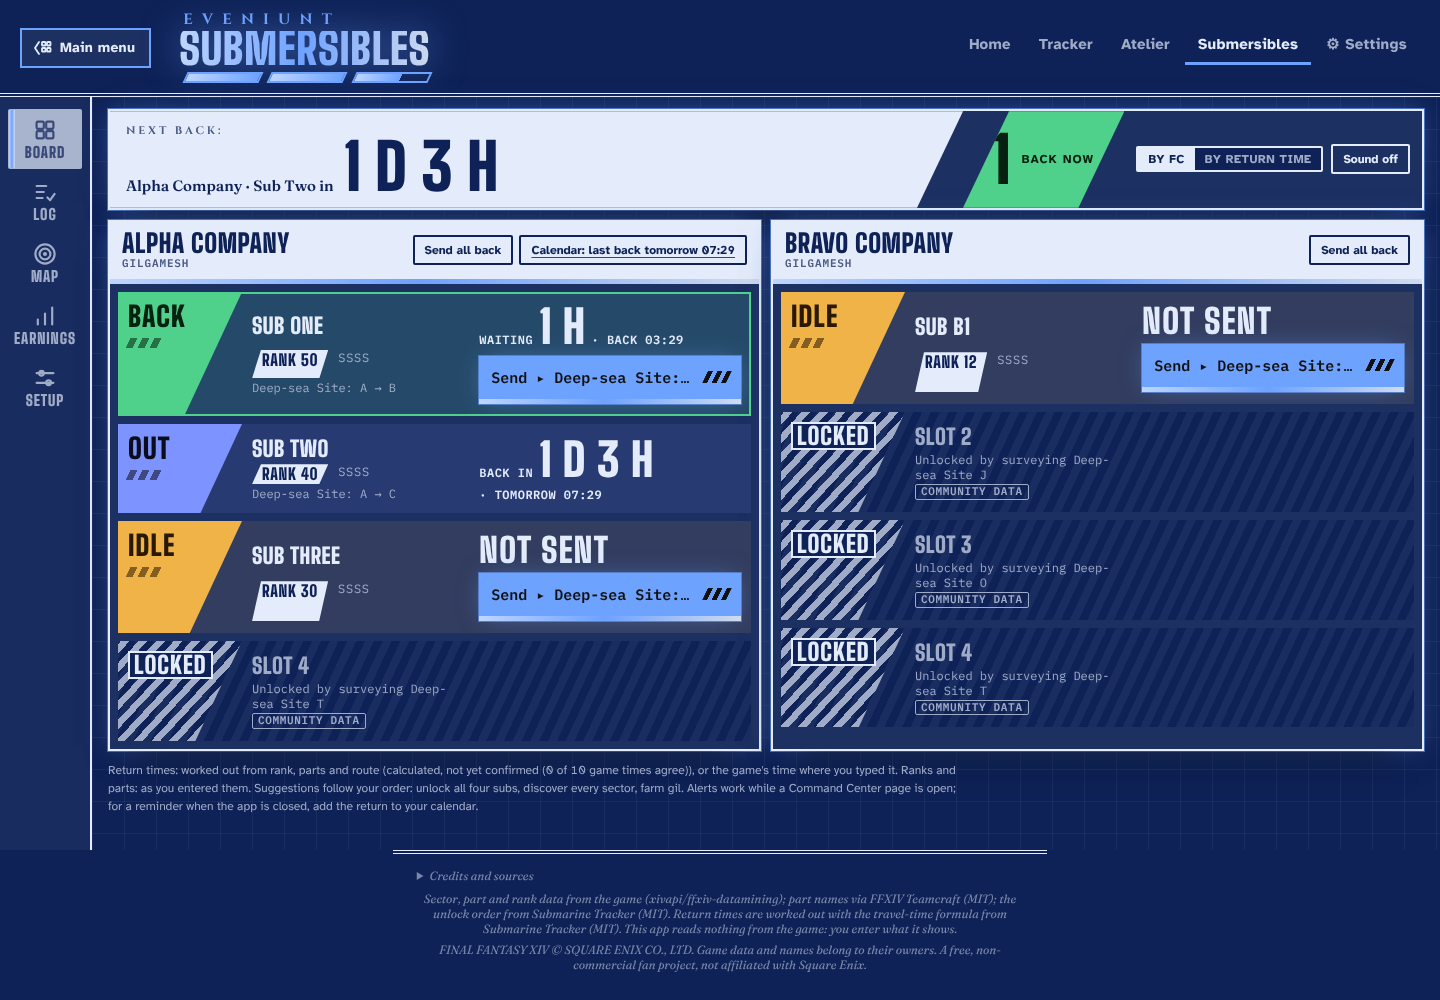 Main menu
EVENIUNT
SUBMERSIBLES
Home
Tracker
Atelier
Submersibles
⚙ Settings
BOARD
LOG
MAP
EARNINGS
SETUP
NEXT BACK:
Alpha Company · Sub Two in 1D 3H
1 BACK NOW
BY FC
BY RETURN TIME
Sound off
ALPHA COMPANY
GILGAMESH
Send all back
Calendar: last back tomorrow 07:29
BACK
SUB ONE
RANK 50 SSSS
Deep-sea Site: A → B
WAITING 1H · BACK 03:29
Send ▸ Deep-sea Site:…
OUT
SUB TWO
RANK 40 SSSS
Deep-sea Site: A → C
BACK IN 1D 3H
· TOMORROW 07:29
IDLE
SUB THREE
RANK 30 SSSS
NOT SENT
Send ▸ Deep-sea Site:…
LOCKED
SLOT 4
Unlocked by surveying Deep-
sea Site T
COMMUNITY DATA
BRAVO COMPANY
GILGAMESH
Send all back
IDLE
SUB B1
RANK 12 SSSS
NOT SENT
Send ▸ Deep-sea Site:…
LOCKED
SLOT 2
Unlocked by surveying Deep-
sea Site J
COMMUNITY DATA
LOCKED
SLOT 3
Unlocked by surveying Deep-
sea Site O
COMMUNITY DATA
LOCKED
SLOT 4
Unlocked by surveying Deep-
sea Site T
COMMUNITY DATA
Return times: worked out from rank, parts and route (calculated, not yet confirmed (0 of 10 game times agree)), or the game's time where you typed it. Ranks and
parts: as you entered them. Suggestions follow your order: unlock all four subs, discover every sector, farm gil. Alerts work while a Command Center page is open;
for a reminder when the app is closed, add the return to your calendar.
▶ Credits and sources
Sector, part and rank data from the game (xivapi/ffxiv-datamining); part names via FFXIV Teamcraft (MIT); the
unlock order from Submarine Tracker (MIT). Return times are worked out with the travel-time formula from
Submarine Tracker (MIT). This app reads nothing from the game: you enter what it shows.
FINAL FANTASY XIV © SQUARE ENIX CO., LTD. Game data and names belong to their owners. A free, non-
commercial fan project, not affiliated with Square Enix.